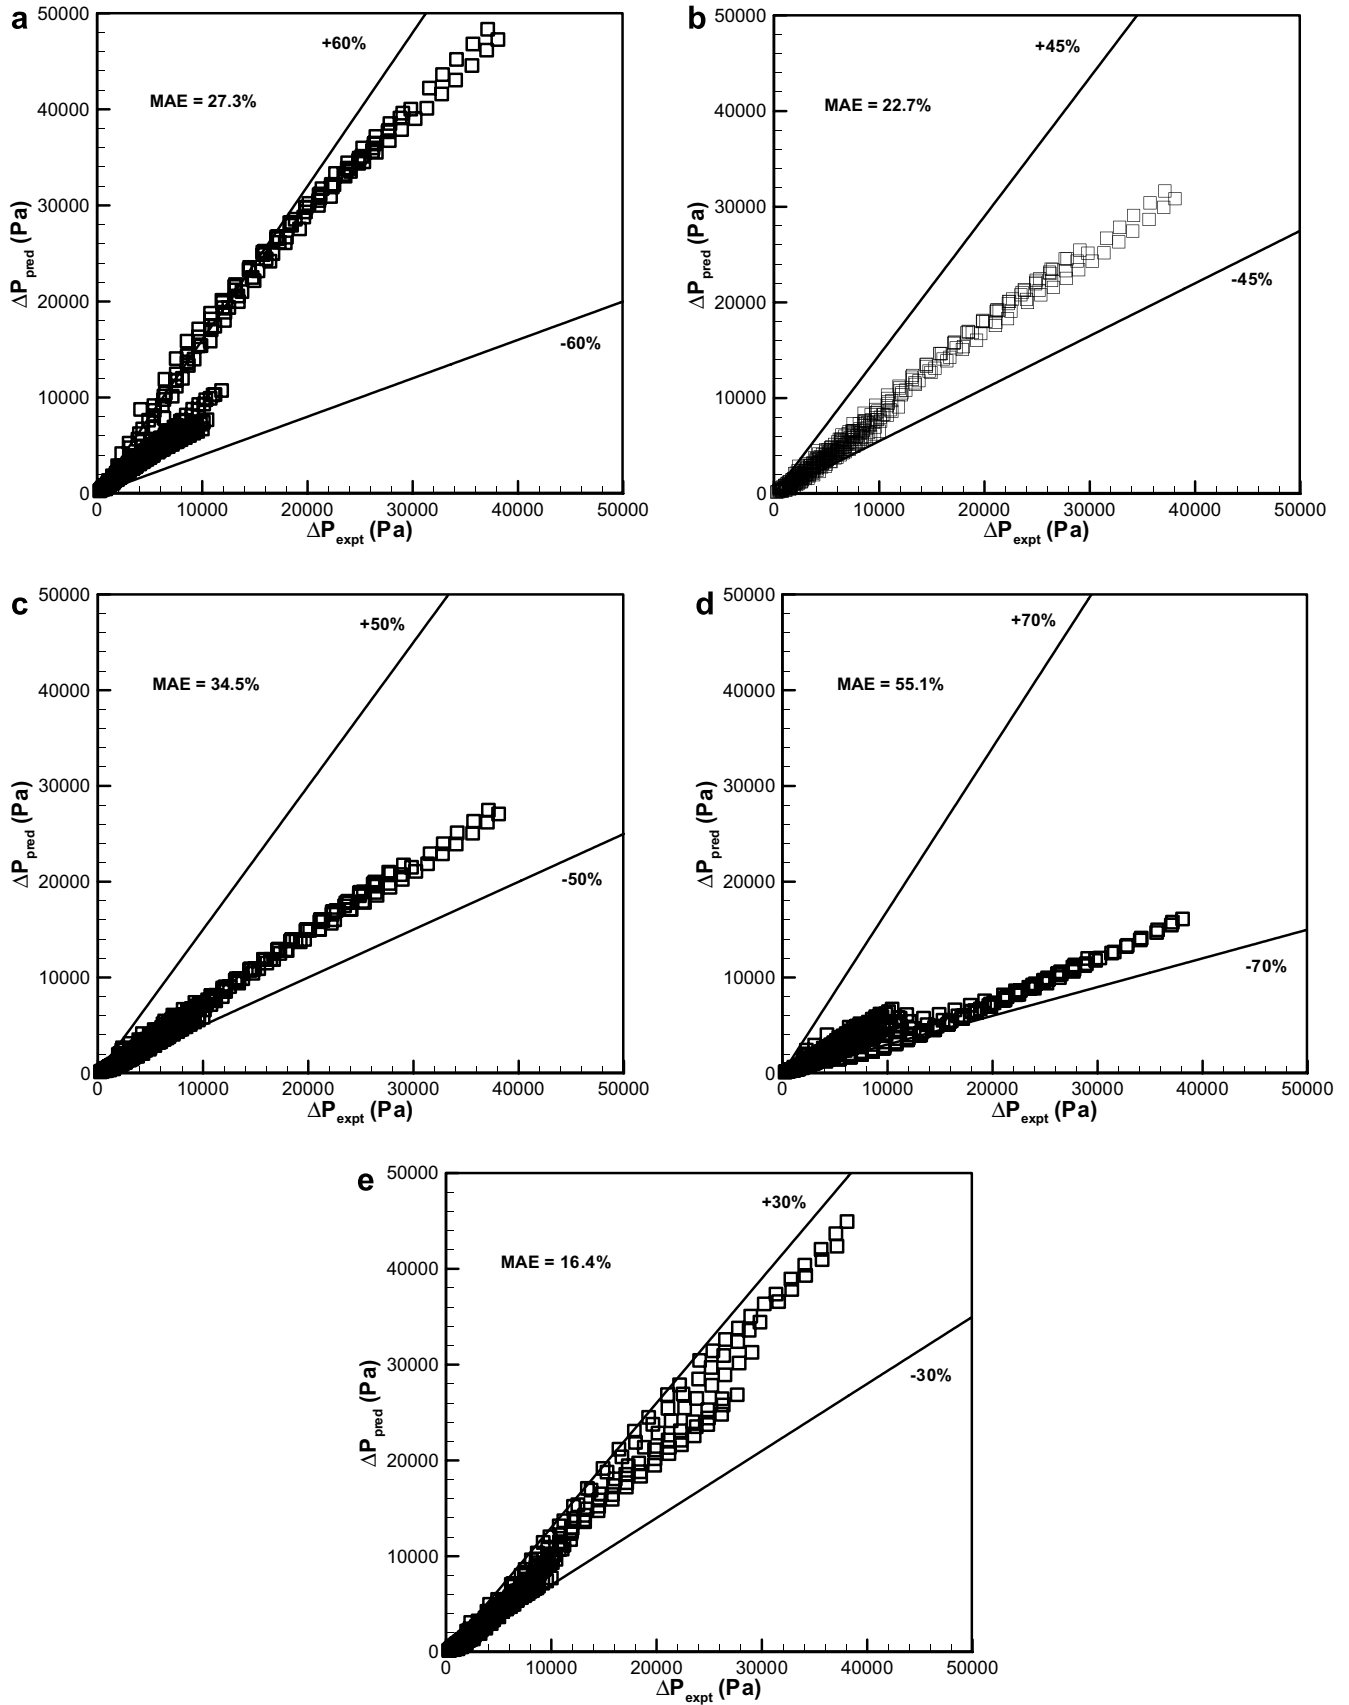 a
50000
40000
30000
20000
10000
0
ΔP_pred (Pa)
+60%
MAE = 27.3%
-60%
0 10000 20000 30000 40000 50000
ΔP_expt (Pa)
b
50000
40000
30000
20000
10000
0
ΔP_pred (Pa)
+45%
MAE = 22.7%
-45%
0 10000 20000 30000 40000 50000
ΔP_expt (Pa)
c
50000
40000
30000
20000
10000
0
ΔP_pred (Pa)
+50%
MAE = 34.5%
-50%
0 10000 20000 30000 40000 50000
ΔP_expt (Pa)
d
50000
40000
30000
20000
10000
0
ΔP_pred (Pa)
+70%
MAE = 55.1%
-70%
0 10000 20000 30000 40000 50000
ΔP_expt (Pa)
e
50000
40000
30000
20000
10000
0
ΔP_pred (Pa)
+30%
MAE = 16.4%
-30%
0 10000 20000 30000 40000 50000
ΔP_expt (Pa)